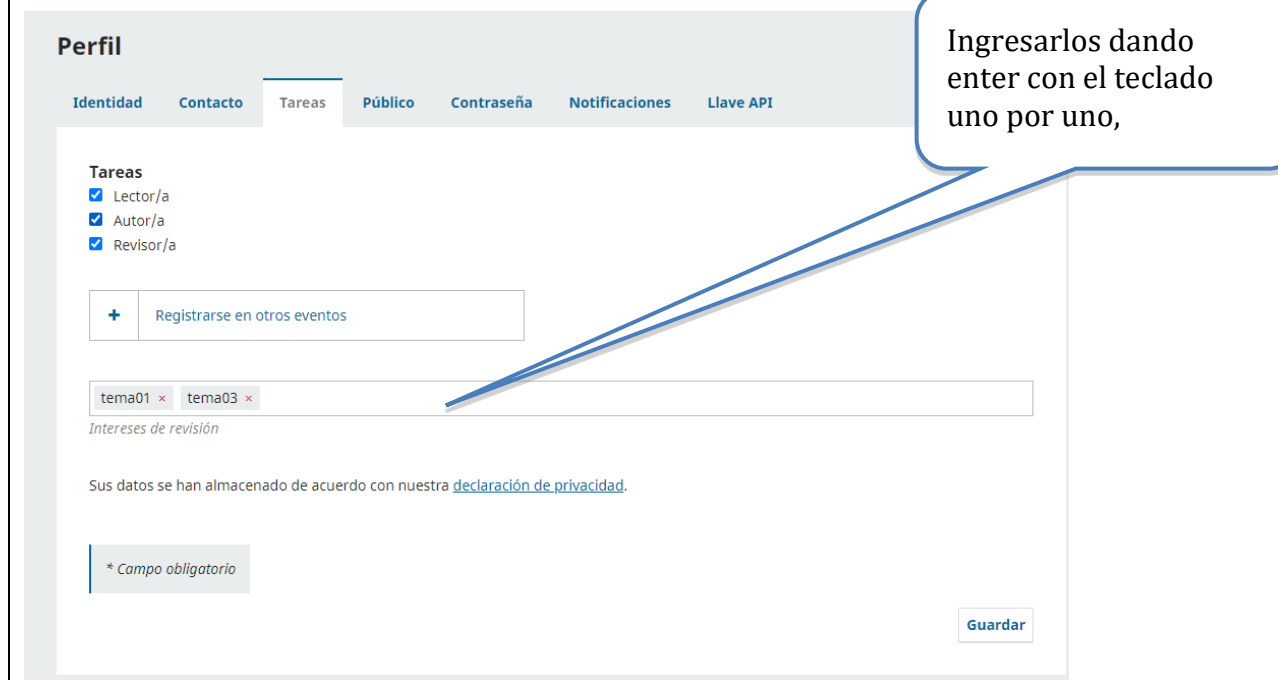 Perfil
Ingresarlos dando
enter con el teclado
uno por uno,
Identidad Contacto Tareas Público Contraseña Notificaciones Llave API
Tareas
Lector/a
Autor/a
Revisor/a
+ Registrarse en otros eventos
tema01 × tema03 ×
Intereses de revisión
Sus datos se han almacenado de acuerdo con nuestra declaración de privacidad.
* Campo obligatorio
Guardar